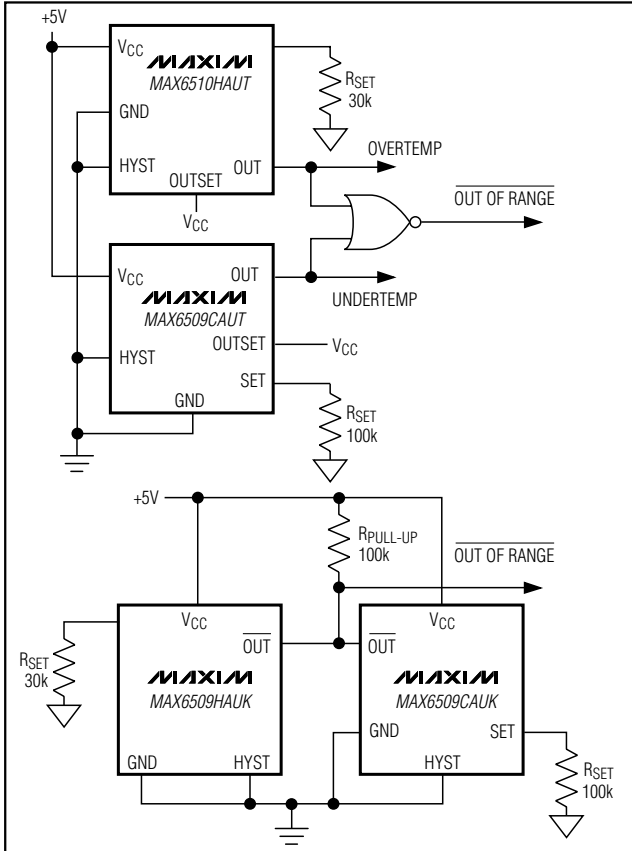 +5V
VCC
MAXIM
MAX6510HAUT
RSET
30k
GND
HYST
OUT
OVERTEMP
OUTSET
VCC
OUT OF RANGE
VCC
OUT
MAXIM
MAX6509CAUT
UNDERTEMP
OUTSET
VCC
HYST
SET
GND
RSET
100k
+5V
RPULL-UP
100k
OUT OF RANGE
VCC
VCC
RSET
30k
OUT
OUT
MAXIM
MAX6509HAUK
MAXIM
MAX6509CAUK
GND
SET
GND
HYST
HYST
RSET
100k